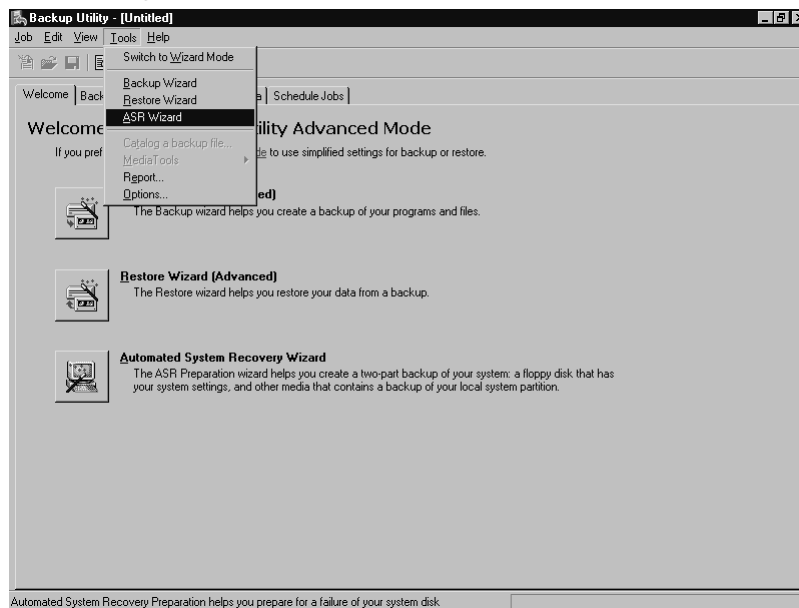 Backup Utility - [Untitled]
Job Edit View Tools Help
Switch to Wizard Mode
Backup Wizard
Restore Wizard
ASR Wizard
Catalog a backup file...
MediaTools
Report...
Options...
Welcome Back a Schedule Jobs
Welcome ility Advanced Mode
If you pref de to use simplified settings for backup or restore.
ed)
The Backup wizard helps you create a backup of your programs and files.
Restore Wizard (Advanced)
The Restore wizard helps you restore your data from a backup.
Automated System Recovery Wizard
The ASR Preparation wizard helps you create a two-part backup of your system: a floppy disk that has
your system settings, and other media that contains a backup of your local system partition.
Automated System Recovery Preparation helps you prepare for a failure of your system disk